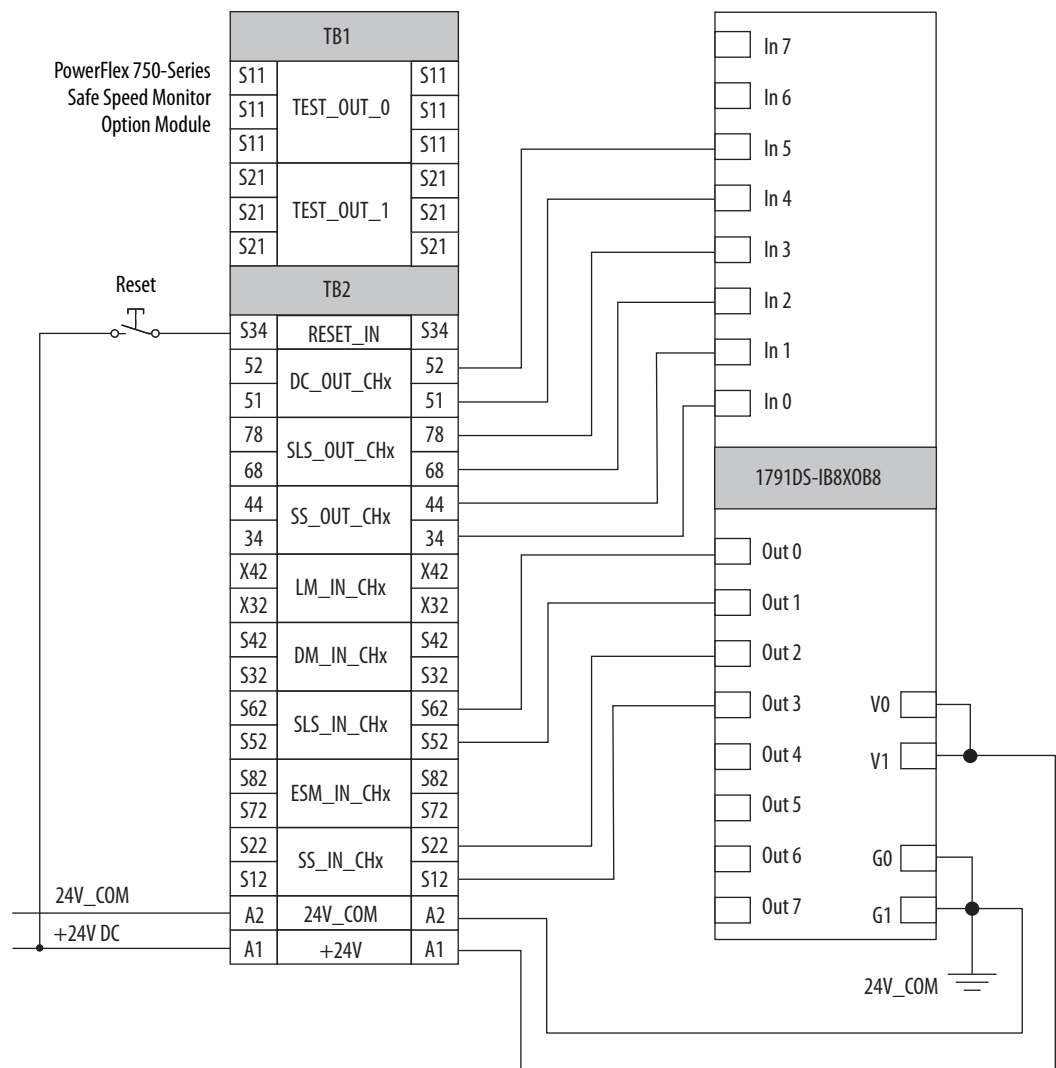 PowerFlex 750-Series
Safe Speed Monitor
Option Module
TB1
S11 TEST_OUT_0 S11
S11 S11
S11 S11
S21 TEST_OUT_1 S21
S21 S21
S21 S21
TB2
Reset
S34 RESET_IN S34
52 DC_OUT_CHx 52
51 51
78 SLS_OUT_CHx 78
68 68
44 SS_OUT_CHx 44
34 34
X42 LM_IN_CHx X42
X32 X32
S42 DM_IN_CHx S42
S32 S32
S62 SLS_IN_CHx S62
S52 S52
S82 ESM_IN_CHx S82
S72 S72
S22 SS_IN_CHx S22
S12 S12
24V_COM
A2 24V_COM A2
+24V DC
A1 +24V A1
In 7
In 6
In 5
In 4
In 3
In 2
In 1
In 0
1791DS-IB8XOB8
Out 0
Out 1
Out 2
Out 3 V0
Out 4 V1
Out 5
Out 6 G0
Out 7 G1
24V_COM